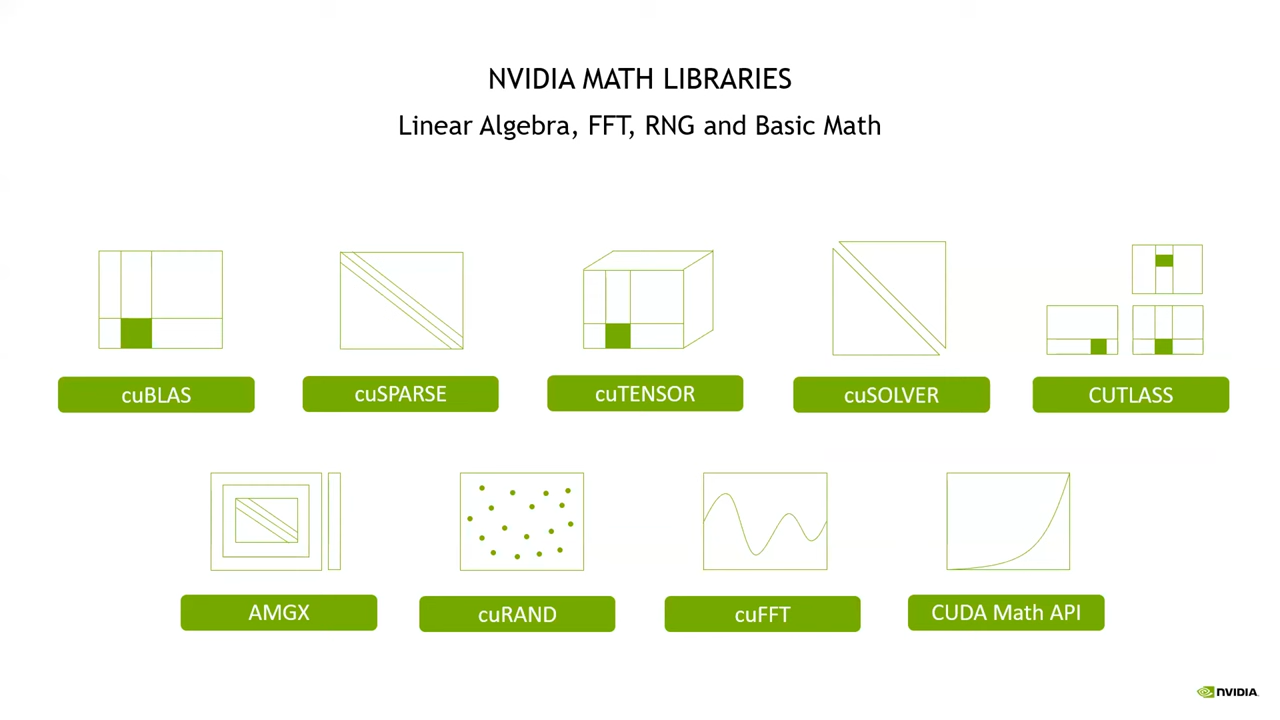 NVIDIA MATH LIBRARIES
Linear Algebra, FFT, RNG and Basic Math
cuBLAS
cuSPARSE
cuTENSOR
cuSOLVER
CUTLASS
AMGX
cuRAND
cuFFT
CUDA Math API
NVIDIA.